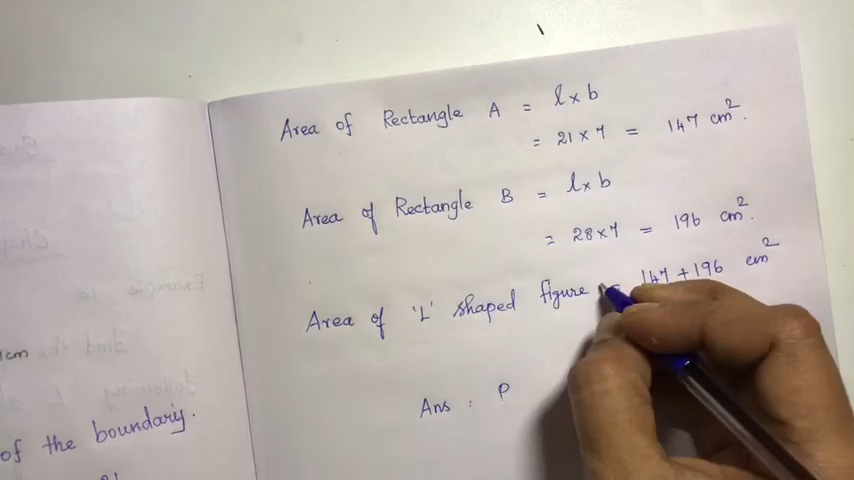 Area of Rectangle A = l × b
= 21 × 7 = 147 cm².
Area of Rectangle B = l × b
= 28 × 7 = 196 cm².
Area of 'L' shaped figure = 147 + 196 cm²
Ans : P
cm
of the boundary.